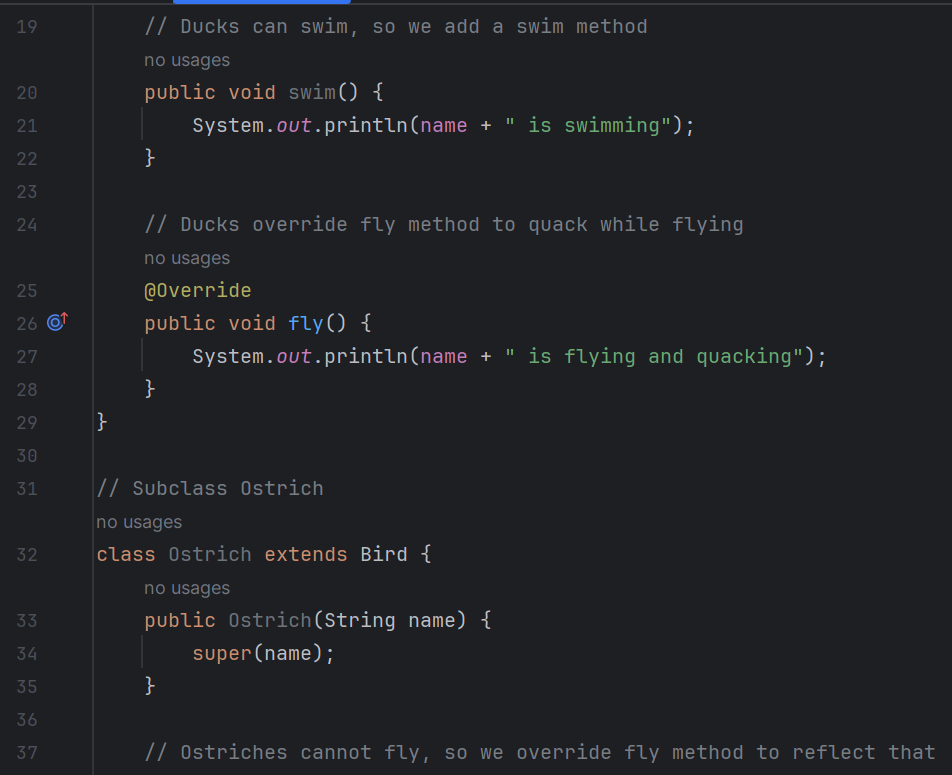 19 // Ducks can swim, so we add a swim method
no usages
20 public void swim() {
21 System.out.println(name + " is swimming");
22 }
23
24 // Ducks override fly method to quack while flying
no usages
25 @Override
26 public void fly() {
27 System.out.println(name + " is flying and quacking");
28 }
29 }
30
31 // Subclass Ostrich
no usages
32 class Ostrich extends Bird {
no usages
33 public Ostrich(String name) {
34 super(name);
35 }
36
37 // Ostriches cannot fly, so we override fly method to reflect that